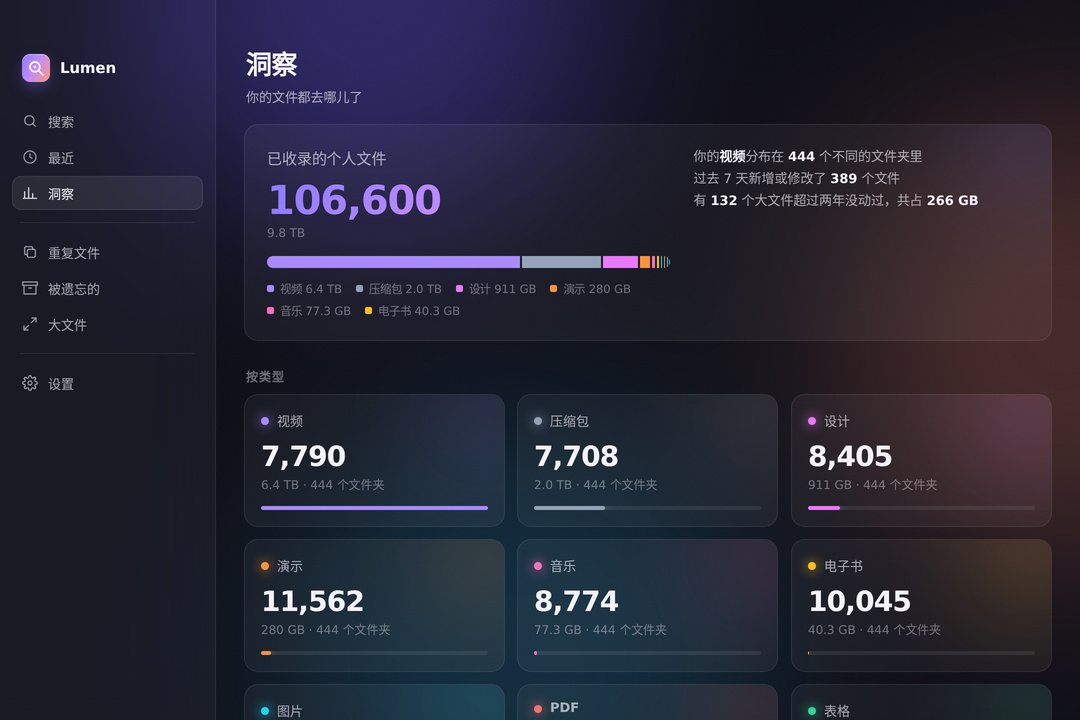 Lumen
搜索
最近
洞察
重复文件
被遗忘的
大文件
设置
洞察
你的文件都去哪儿了
已收录的个人文件
106,600
9.8 TB
视频 6.4 TB 压缩包 2.0 TB 设计 911 GB 演示 280 GB
音乐 77.3 GB 电子书 40.3 GB
你的视频分布在 444 个不同的文件夹里
过去 7 天新增或修改了 389 个文件
有 132 个大文件超过两年没动过，共占 266 GB
按类型
视频
7,790
6.4 TB · 444 个文件夹
压缩包
7,708
2.0 TB · 444 个文件夹
设计
8,405
911 GB · 444 个文件夹
演示
11,562
280 GB · 444 个文件夹
音乐
8,774
77.3 GB · 444 个文件夹
电子书
10,045
40.3 GB · 444 个文件夹
图片
PDF
表格